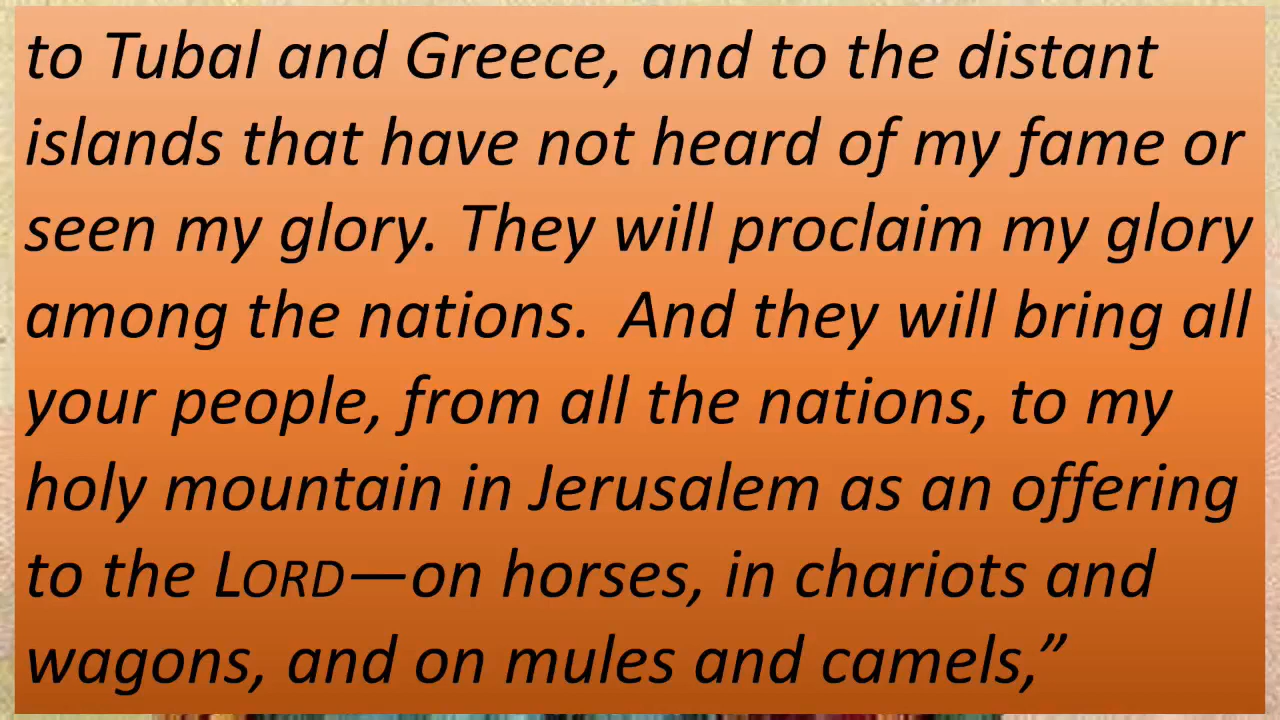 to Tubal and Greece, and to the distant
islands that have not heard of my fame or
seen my glory. They will proclaim my glory
among the nations.  And they will bring all
your people, from all the nations, to my
holy mountain in Jerusalem as an offering
to the LORD—on horses, in chariots and
wagons, and on mules and camels,”